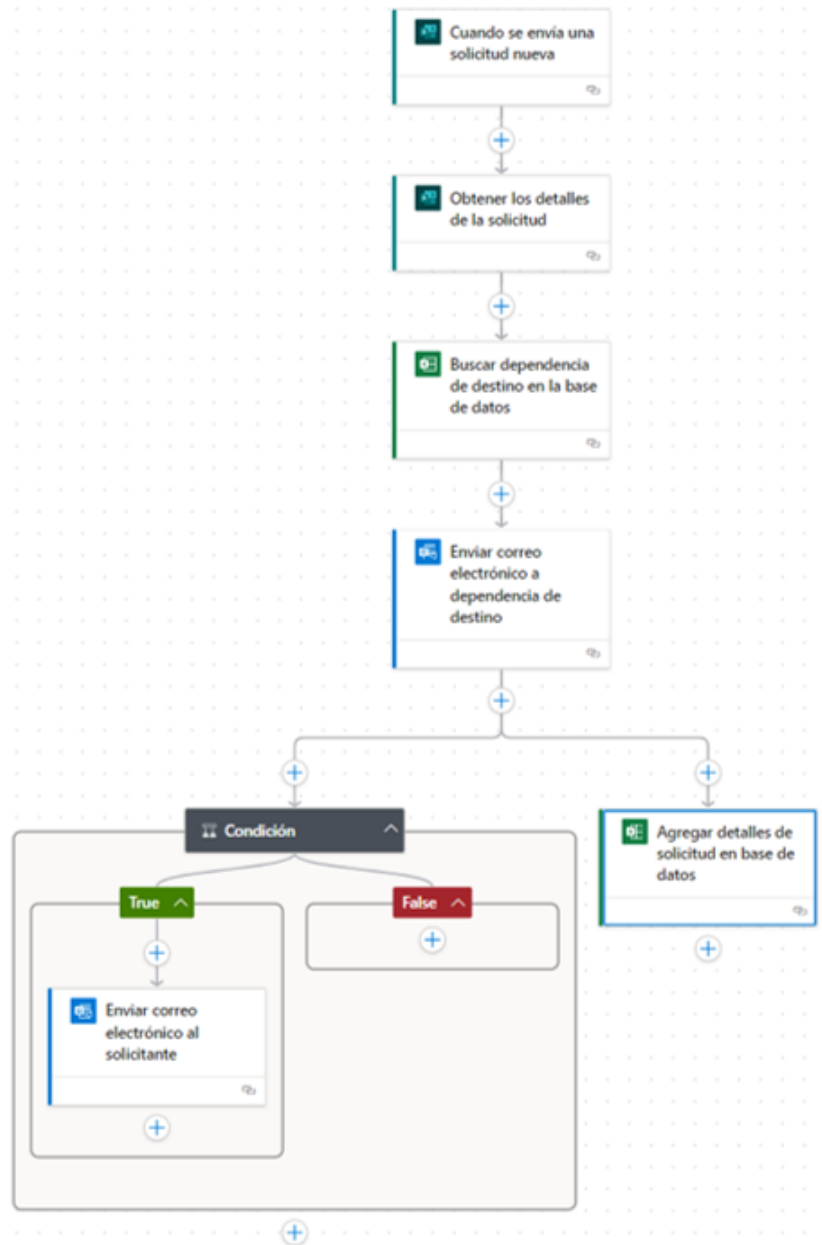 Cuando se envía una
solicitud nueva
Obtener los detalles
de la solicitud
Buscar dependencia
de destino en la base
de datos
Enviar correo
electrónico a
dependencia de
destino
Condición
Agregar detalles de
solicitud en base de
datos
True
False
Enviar correo
electrónico al
solicitante